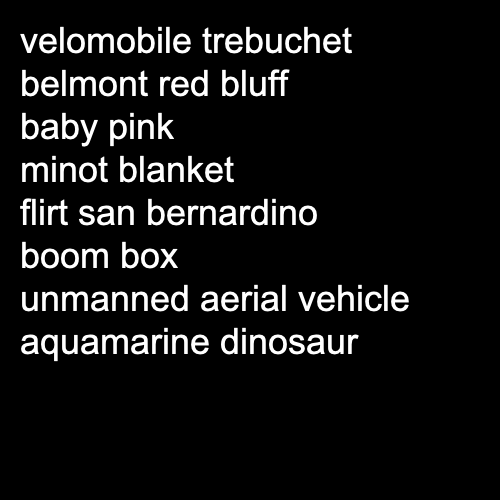 velomobile trebuchet
belmont red bluff
baby pink
minot blanket
flirt san bernardino
boom box
unmanned aerial vehicle
aquamarine dinosaur